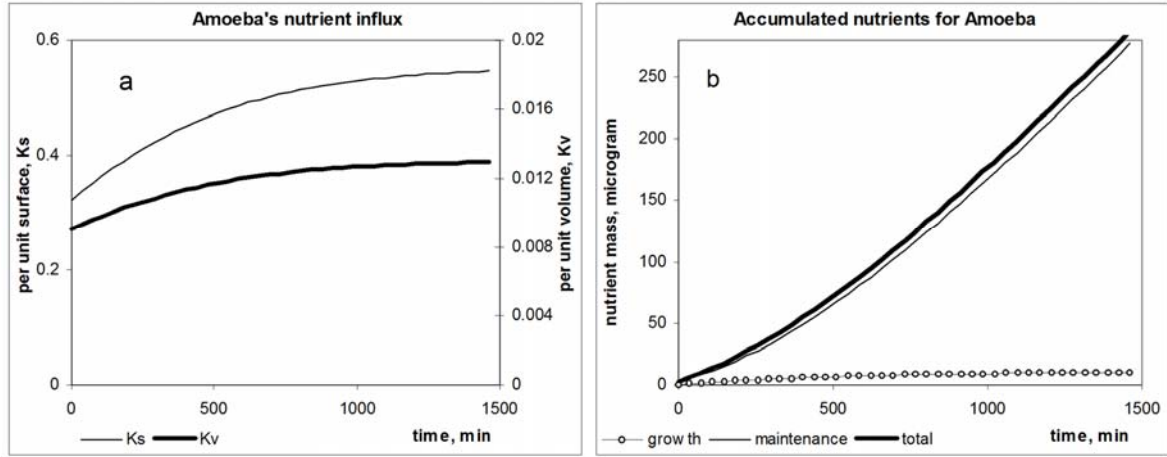 Amoeba's nutrient influx
a
per unit surface, Ks
0.6
0.4
0.2
0
per unit volume, Kv
0.02
0.016
0.012
0.008
0.004
0
0 500 1000 1500
Ks Kv time, min
Accumulated nutrients for Amoeba
b
nutrient mass, microgram
250
200
150
100
50
0
0 500 1000 1500
growth maintenance total time, min